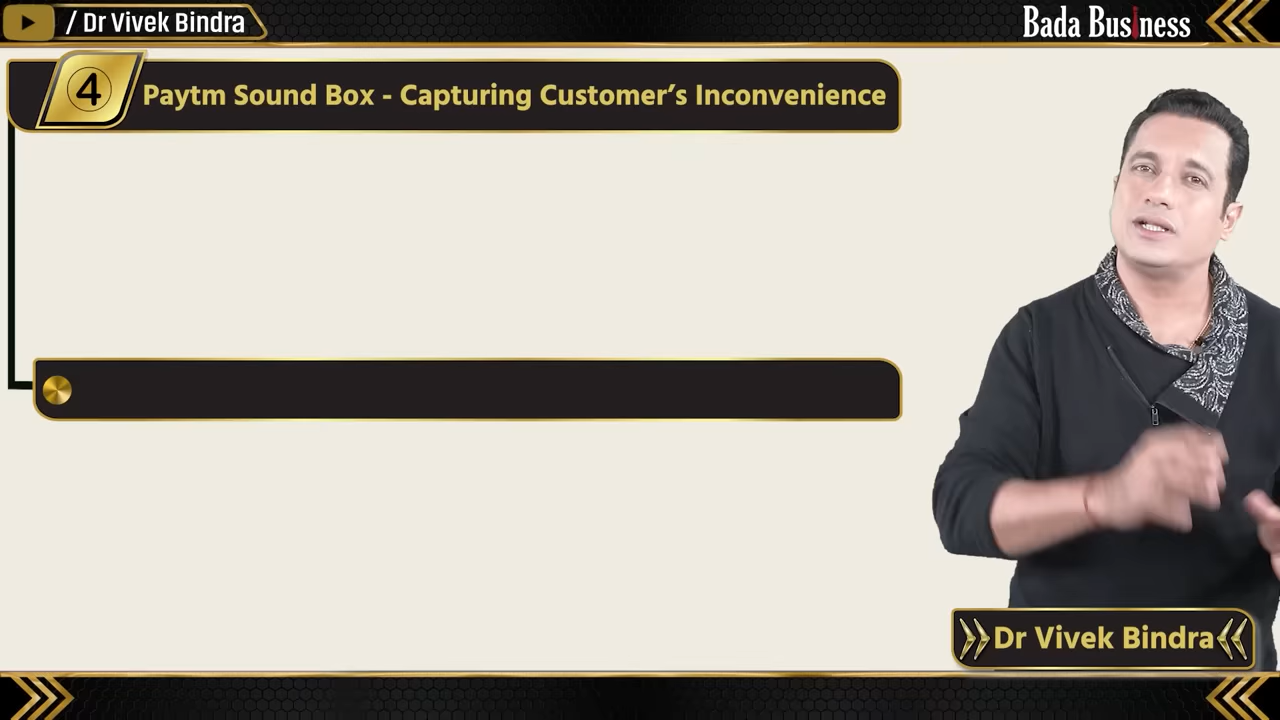 / Dr Vivek Bindra
Bada Business
4 Paytm Sound Box - Capturing Customer’s Inconvenience
Dr Vivek Bindra